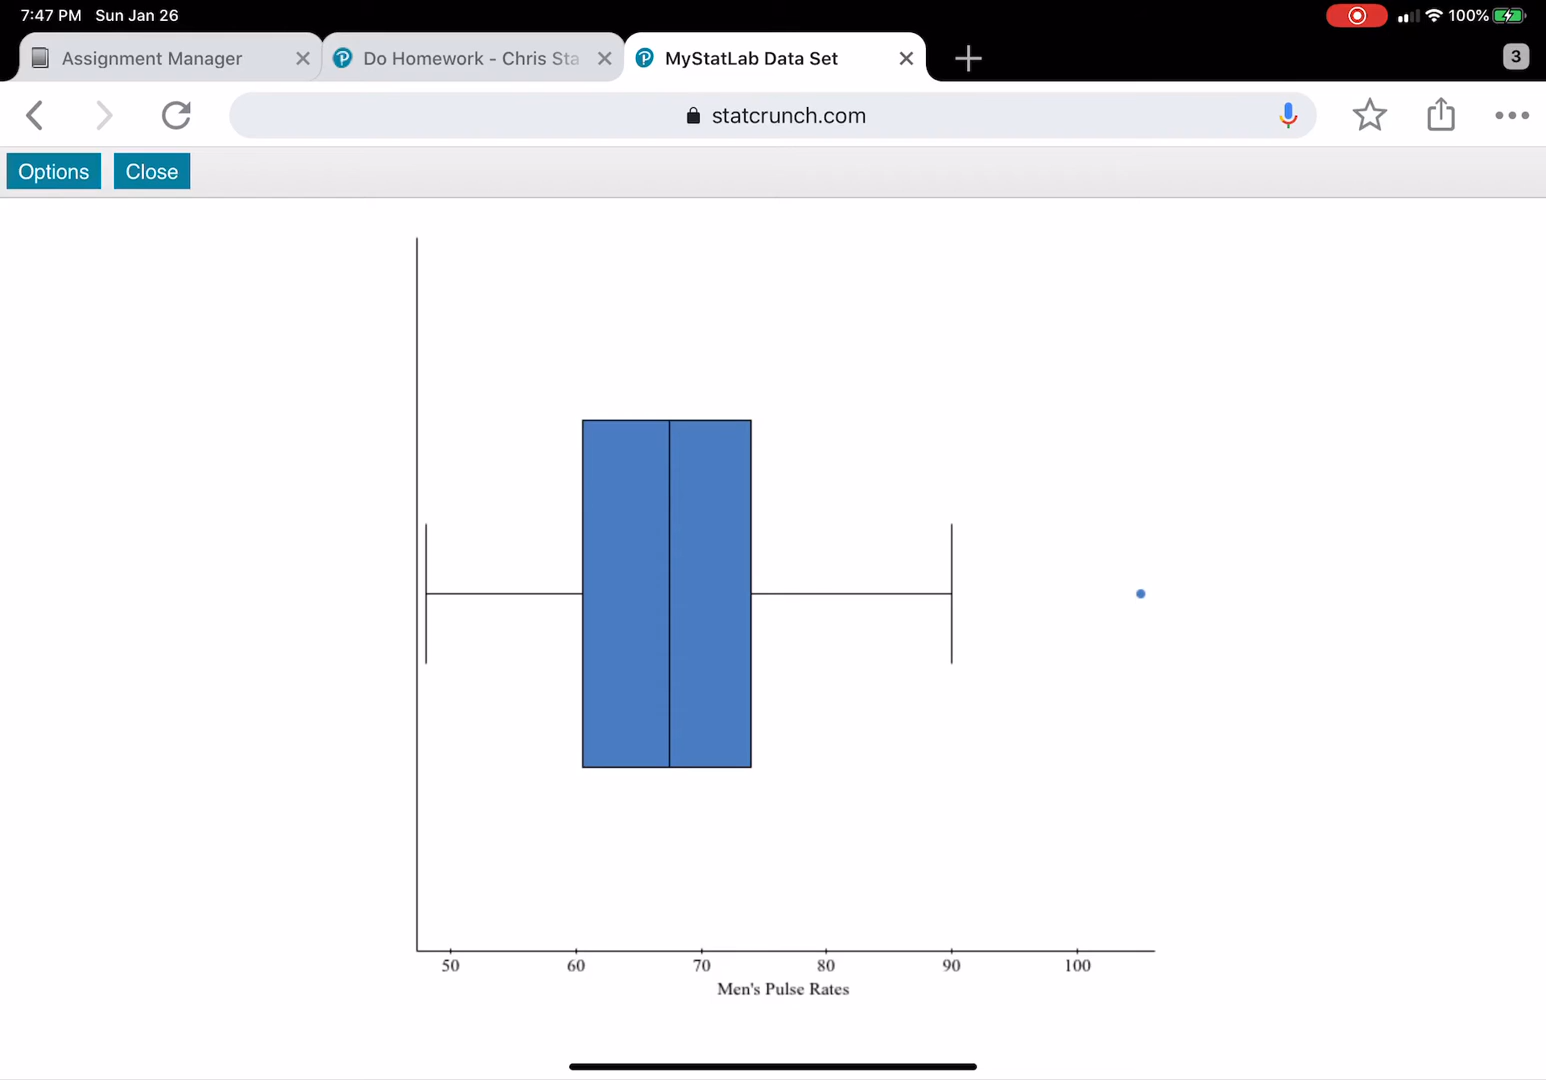 7:47 PM Sun Jan 26 100%
Assignment Manager Do Homework - Chris Sta MyStatLab Data Set 3
statcrunch.com
Options Close
50 60 70 80 90 100
Men's Pulse Rates